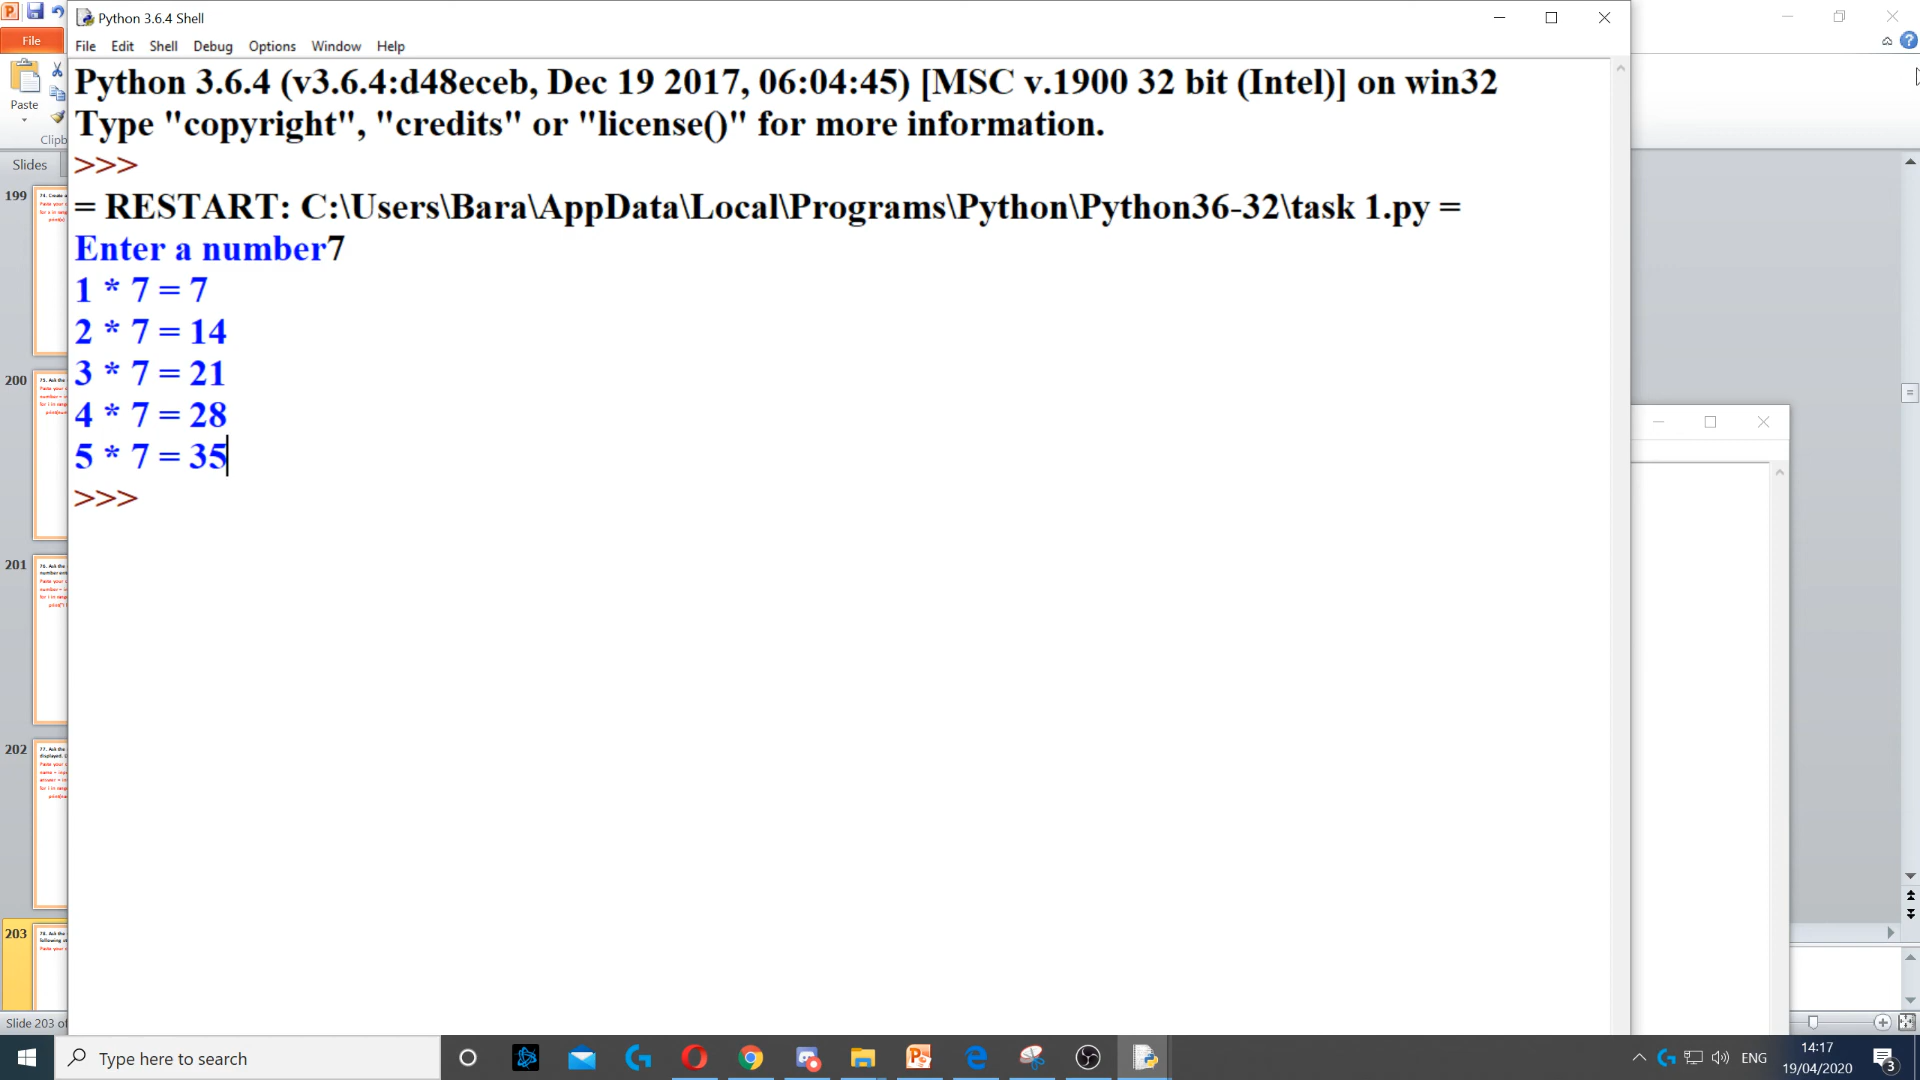 Python 3.6.4 Shell
File
File Edit Shell Debug Options Window Help
Python 3.6.4 (v3.6.4:d48eceb, Dec 19 2017, 06:04:45) [MSC v.1900 32 bit (Intel)] on win32
Type "copyright", "credits" or "license()" for more information.
>>>
= RESTART: C:\Users\Bara\AppData\Local\Programs\Python\Python36-32\task 1.py =
Enter a number7
1 * 7 = 7
2 * 7 = 14
3 * 7 = 21
4 * 7 = 28
5 * 7 = 35
>>>
Paste
Clipb
Slides
199
200
201
202
203
Slide 203 of
Type here to search
ENG
14:17
19/04/2020
3